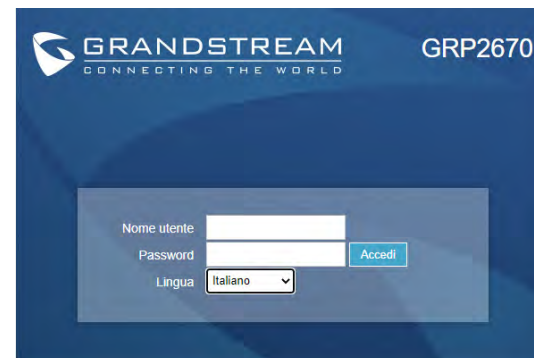 GRANDSTREAM
CONNECTING THE WORLD
GRP2670
Nome utente
Password
Accedi
Lingua
Italiano